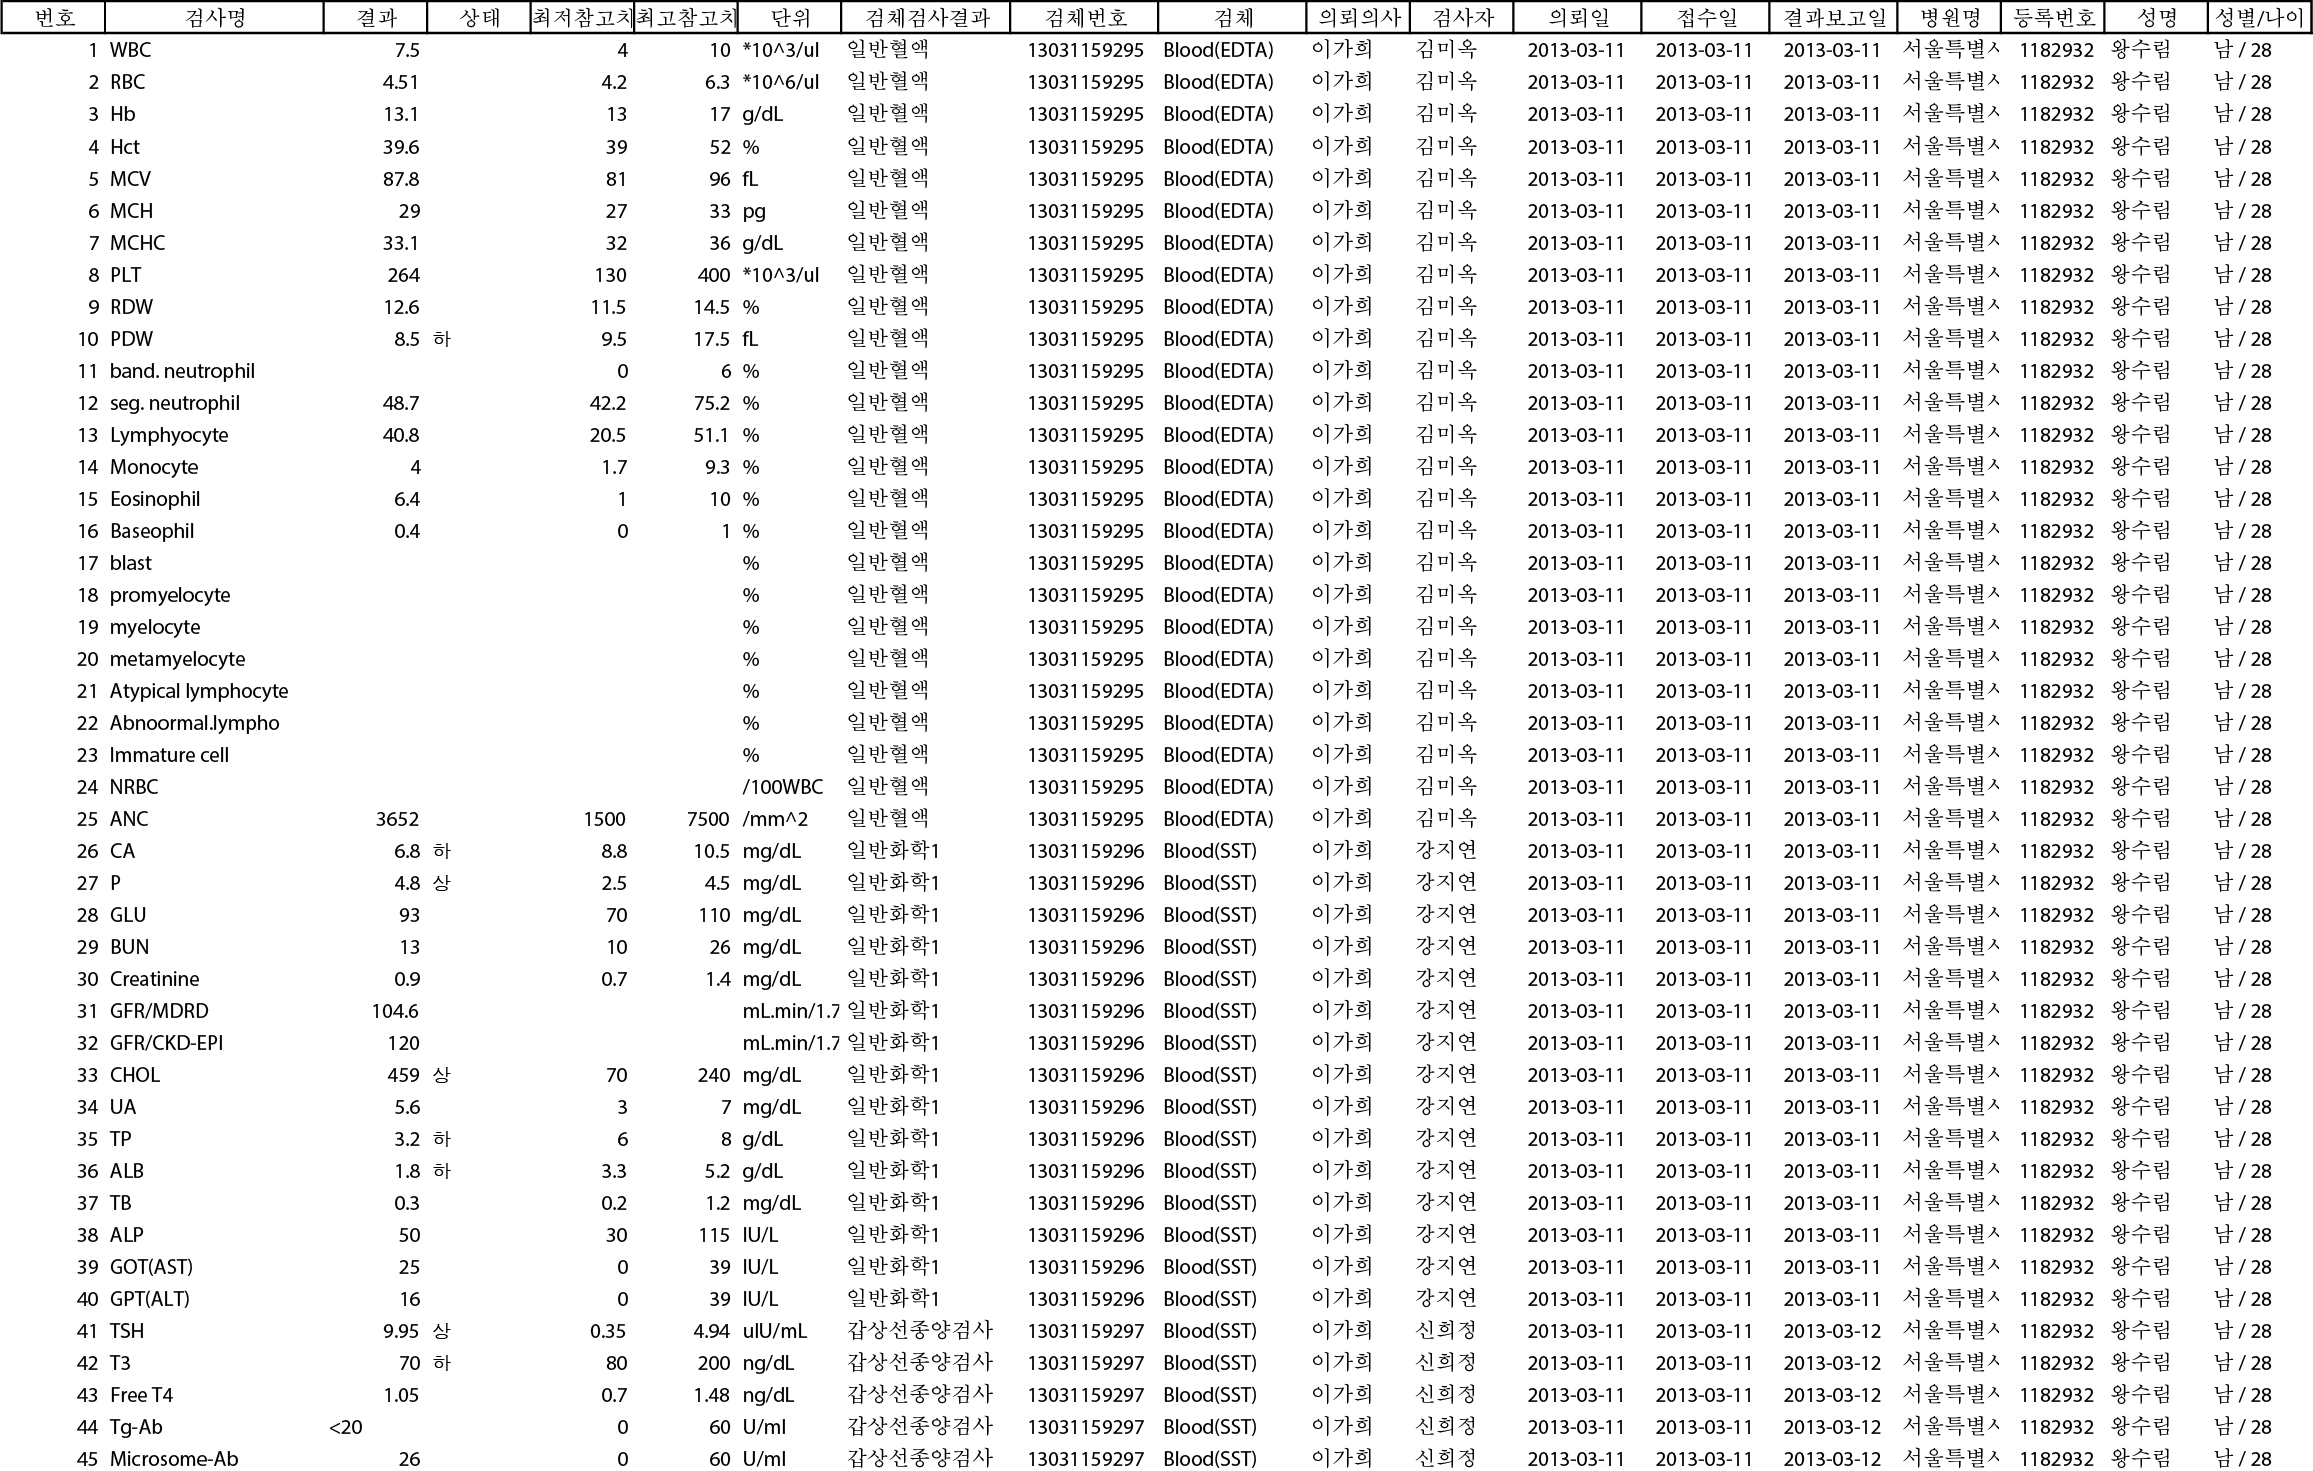 번호 검사명 결과 상태 최저참고치 최고참고치 단위 검체검사결과 검체번호 검체 의뢰의사 검사자 의뢰일 접수일 결과보고일 병원명 등록번호 성명 성별/나이
1 WBC 7.5 4 10 *10^3/ul 일반혈액 13031159295 Blood(EDTA) 이가희 김미옥 2013-03-11 2013-03-11 2013-03-11 서울특별시 1182932 왕수림 남 / 28
2 RBC 4.51 4.2 6.3 *10^6/ul 일반혈액 13031159295 Blood(EDTA) 이가희 김미옥 2013-03-11 2013-03-11 2013-03-11 서울특별시 1182932 왕수림 남 / 28
3 Hb 13.1 13 17 g/dL 일반혈액 13031159295 Blood(EDTA) 이가희 김미옥 2013-03-11 2013-03-11 2013-03-11 서울특별시 1182932 왕수림 남 / 28
4 Hct 39.6 39 52 % 일반혈액 13031159295 Blood(EDTA) 이가희 김미옥 2013-03-11 2013-03-11 2013-03-11 서울특별시 1182932 왕수림 남 / 28
5 MCV 87.8 81 96 fL 일반혈액 13031159295 Blood(EDTA) 이가희 김미옥 2013-03-11 2013-03-11 2013-03-11 서울특별시 1182932 왕수림 남 / 28
6 MCH 29 27 33 pg 일반혈액 13031159295 Blood(EDTA) 이가희 김미옥 2013-03-11 2013-03-11 2013-03-11 서울특별시 1182932 왕수림 남 / 28
7 MCHC 33.1 32 36 g/dL 일반혈액 13031159295 Blood(EDTA) 이가희 김미옥 2013-03-11 2013-03-11 2013-03-11 서울특별시 1182932 왕수림 남 / 28
8 PLT 264 130 400 *10^3/ul 일반혈액 13031159295 Blood(EDTA) 이가희 김미옥 2013-03-11 2013-03-11 2013-03-11 서울특별시 1182932 왕수림 남 / 28
9 RDW 12.6 11.5 14.5 % 일반혈액 13031159295 Blood(EDTA) 이가희 김미옥 2013-03-11 2013-03-11 2013-03-11 서울특별시 1182932 왕수림 남 / 28
10 PDW 8.5 하 9.5 17.5 fL 일반혈액 13031159295 Blood(EDTA) 이가희 김미옥 2013-03-11 2013-03-11 2013-03-11 서울특별시 1182932 왕수림 남 / 28
11 band. neutrophil 0 6 % 일반혈액 13031159295 Blood(EDTA) 이가희 김미옥 2013-03-11 2013-03-11 2013-03-11 서울특별시 1182932 왕수림 남 / 28
12 seg. neutrophil 48.7 42.2 75.2 % 일반혈액 13031159295 Blood(EDTA) 이가희 김미옥 2013-03-11 2013-03-11 2013-03-11 서울특별시 1182932 왕수림 남 / 28
13 Lymphyocyte 40.8 20.5 51.1 % 일반혈액 13031159295 Blood(EDTA) 이가희 김미옥 2013-03-11 2013-03-11 2013-03-11 서울특별시 1182932 왕수림 남 / 28
14 Monocyte 4 1.7 9.3 % 일반혈액 13031159295 Blood(EDTA) 이가희 김미옥 2013-03-11 2013-03-11 2013-03-11 서울특별시 1182932 왕수림 남 / 28
15 Eosinophil 6.4 1 10 % 일반혈액 13031159295 Blood(EDTA) 이가희 김미옥 2013-03-11 2013-03-11 2013-03-11 서울특별시 1182932 왕수림 남 / 28
16 Baseophil 0.4 0 1 % 일반혈액 13031159295 Blood(EDTA) 이가희 김미옥 2013-03-11 2013-03-11 2013-03-11 서울특별시 1182932 왕수림 남 / 28
17 blast % 일반혈액 13031159295 Blood(EDTA) 이가희 김미옥 2013-03-11 2013-03-11 2013-03-11 서울특별시 1182932 왕수림 남 / 28
18 promyelocyte % 일반혈액 13031159295 Blood(EDTA) 이가희 김미옥 2013-03-11 2013-03-11 2013-03-11 서울특별시 1182932 왕수림 남 / 28
19 myelocyte % 일반혈액 13031159295 Blood(EDTA) 이가희 김미옥 2013-03-11 2013-03-11 2013-03-11 서울특별시 1182932 왕수림 남 / 28
20 metamyelocyte % 일반혈액 13031159295 Blood(EDTA) 이가희 김미옥 2013-03-11 2013-03-11 2013-03-11 서울특별시 1182932 왕수림 남 / 28
21 Atypical lymphocyte % 일반혈액 13031159295 Blood(EDTA) 이가희 김미옥 2013-03-11 2013-03-11 2013-03-11 서울특별시 1182932 왕수림 남 / 28
22 Abnoormal.lympho % 일반혈액 13031159295 Blood(EDTA) 이가희 김미옥 2013-03-11 2013-03-11 2013-03-11 서울특별시 1182932 왕수림 남 / 28
23 Immature cell % 일반혈액 13031159295 Blood(EDTA) 이가희 김미옥 2013-03-11 2013-03-11 2013-03-11 서울특별시 1182932 왕수림 남 / 28
24 NRBC /100WBC 일반혈액 13031159295 Blood(EDTA) 이가희 김미옥 2013-03-11 2013-03-11 2013-03-11 서울특별시 1182932 왕수림 남 / 28
25 ANC 3652 1500 7500 /mm^2 일반혈액 13031159295 Blood(EDTA) 이가희 김미옥 2013-03-11 2013-03-11 2013-03-11 서울특별시 1182932 왕수림 남 / 28
26 CA 6.8 하 8.8 10.5 mg/dL 일반화학1 13031159296 Blood(SST) 이가희 강지연 2013-03-11 2013-03-11 2013-03-11 서울특별시 1182932 왕수림 남 / 28
27 P 4.8 상 2.5 4.5 mg/dL 일반화학1 13031159296 Blood(SST) 이가희 강지연 2013-03-11 2013-03-11 2013-03-11 서울특별시 1182932 왕수림 남 / 28
28 GLU 93 70 110 mg/dL 일반화학1 13031159296 Blood(SST) 이가희 강지연 2013-03-11 2013-03-11 2013-03-11 서울특별시 1182932 왕수림 남 / 28
29 BUN 13 10 26 mg/dL 일반화학1 13031159296 Blood(SST) 이가희 강지연 2013-03-11 2013-03-11 2013-03-11 서울특별시 1182932 왕수림 남 / 28
30 Creatinine 0.9 0.7 1.4 mg/dL 일반화학1 13031159296 Blood(SST) 이가희 강지연 2013-03-11 2013-03-11 2013-03-11 서울특별시 1182932 왕수림 남 / 28
31 GFR/MDRD 104.6 mL.min/1.7 일반화학1 13031159296 Blood(SST) 이가희 강지연 2013-03-11 2013-03-11 2013-03-11 서울특별시 1182932 왕수림 남 / 28
32 GFR/CKD-EPI 120 mL.min/1.7 일반화학1 13031159296 Blood(SST) 이가희 강지연 2013-03-11 2013-03-11 2013-03-11 서울특별시 1182932 왕수림 남 / 28
33 CHOL 459 상 70 240 mg/dL 일반화학1 13031159296 Blood(SST) 이가희 강지연 2013-03-11 2013-03-11 2013-03-11 서울특별시 1182932 왕수림 남 / 28
34 UA 5.6 3 7 mg/dL 일반화학1 13031159296 Blood(SST) 이가희 강지연 2013-03-11 2013-03-11 2013-03-11 서울특별시 1182932 왕수림 남 / 28
35 TP 3.2 하 6 8 g/dL 일반화학1 13031159296 Blood(SST) 이가희 강지연 2013-03-11 2013-03-11 2013-03-11 서울특별시 1182932 왕수림 남 / 28
36 ALB 1.8 하 3.3 5.2 g/dL 일반화학1 13031159296 Blood(SST) 이가희 강지연 2013-03-11 2013-03-11 2013-03-11 서울특별시 1182932 왕수림 남 / 28
37 TB 0.3 0.2 1.2 mg/dL 일반화학1 13031159296 Blood(SST) 이가희 강지연 2013-03-11 2013-03-11 2013-03-11 서울특별시 1182932 왕수림 남 / 28
38 ALP 50 30 115 IU/L 일반화학1 13031159296 Blood(SST) 이가희 강지연 2013-03-11 2013-03-11 2013-03-11 서울특별시 1182932 왕수림 남 / 28
39 GOT(AST) 25 0 39 IU/L 일반화학1 13031159296 Blood(SST) 이가희 강지연 2013-03-11 2013-03-11 2013-03-11 서울특별시 1182932 왕수림 남 / 28
40 GPT(ALT) 16 0 39 IU/L 일반화학1 13031159296 Blood(SST) 이가희 강지연 2013-03-11 2013-03-11 2013-03-11 서울특별시 1182932 왕수림 남 / 28
41 TSH 9.95 상 0.35 4.94 uIU/mL 갑상선종양검사 13031159297 Blood(SST) 이가희 신희정 2013-03-11 2013-03-11 2013-03-12 서울특별시 1182932 왕수림 남 / 28
42 T3 70 하 80 200 ng/dL 갑상선종양검사 13031159297 Blood(SST) 이가희 신희정 2013-03-11 2013-03-11 2013-03-12 서울특별시 1182932 왕수림 남 / 28
43 Free T4 1.05 0.7 1.48 ng/dL 갑상선종양검사 13031159297 Blood(SST) 이가희 신희정 2013-03-11 2013-03-11 2013-03-12 서울특별시 1182932 왕수림 남 / 28
44 Tg-Ab <20 0 60 U/ml 갑상선종양검사 13031159297 Blood(SST) 이가희 신희정 2013-03-11 2013-03-11 2013-03-12 서울특별시 1182932 왕수림 남 / 28
45 Microsome-Ab 26 0 60 U/ml 갑상선종양검사 13031159297 Blood(SST) 이가희 신희정 2013-03-11 2013-03-11 2013-03-12 서울특별시 1182932 왕수림 남 / 28